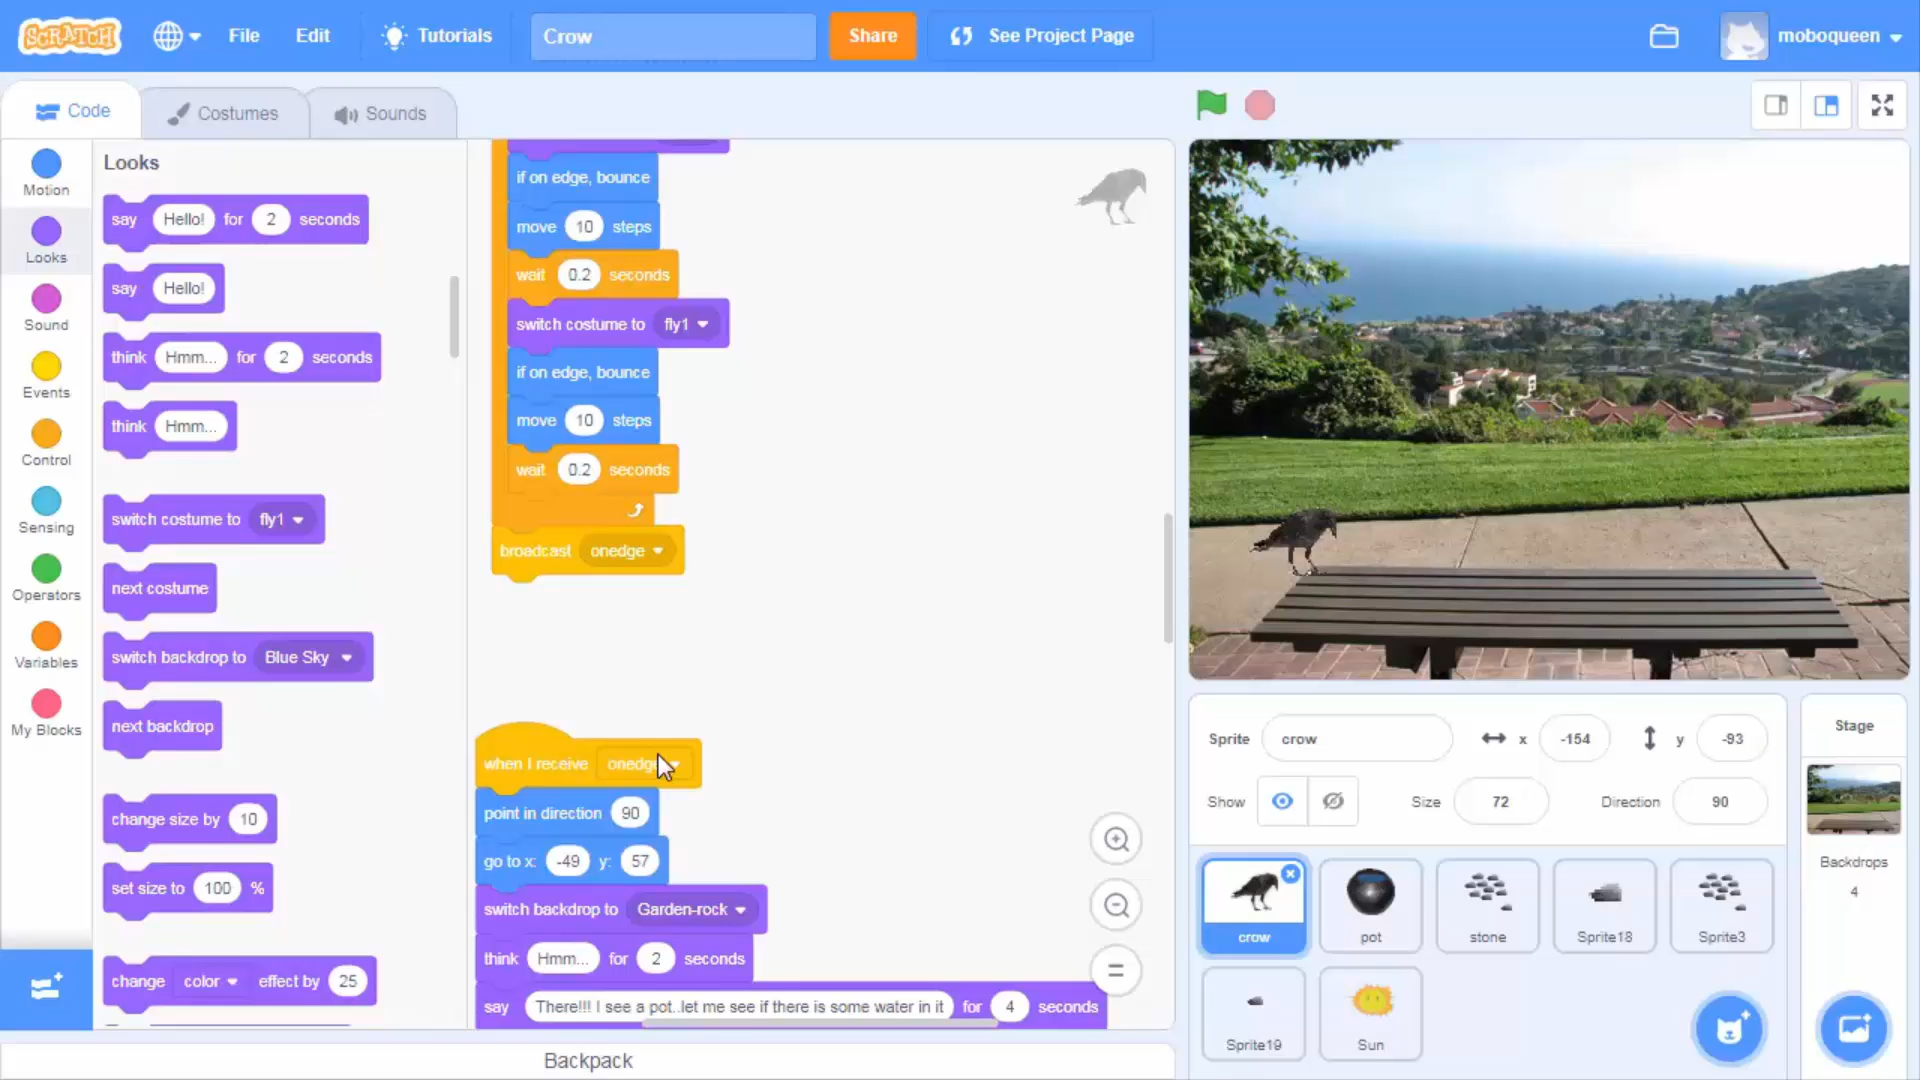 SCRATCH File Edit Tutorials Crow Share See Project Page moboqueen
Code Costumes Sounds
Motion
Looks
Sound
Events
Control
Sensing
Operators
Variables
My Blocks
Looks
say Hello! for 2 seconds
say Hello!
think Hmm... for 2 seconds
think Hmm...
switch costume to fly1
next costume
switch backdrop to Blue Sky
next backdrop
change size by 10
set size to 100 %
change color effect by 25
if on edge, bounce
move 10 steps
wait 0.2 seconds
switch costume to fly1
if on edge, bounce
move 10 steps
wait 0.2 seconds
broadcast onedge
when I receive onedge
point in direction 90
go to x: -49 y: 57
switch backdrop to Garden-rock
think Hmm... for 2 seconds
say There!!! I see a pot..let me see if there is some water in it for 4 seconds
Backpack
Sprite crow x -154 y -93
Show Size 72 Direction 90
crow pot stone Sprite18 Sprite3
Sprite19 Sun
Stage
Backdrops
4